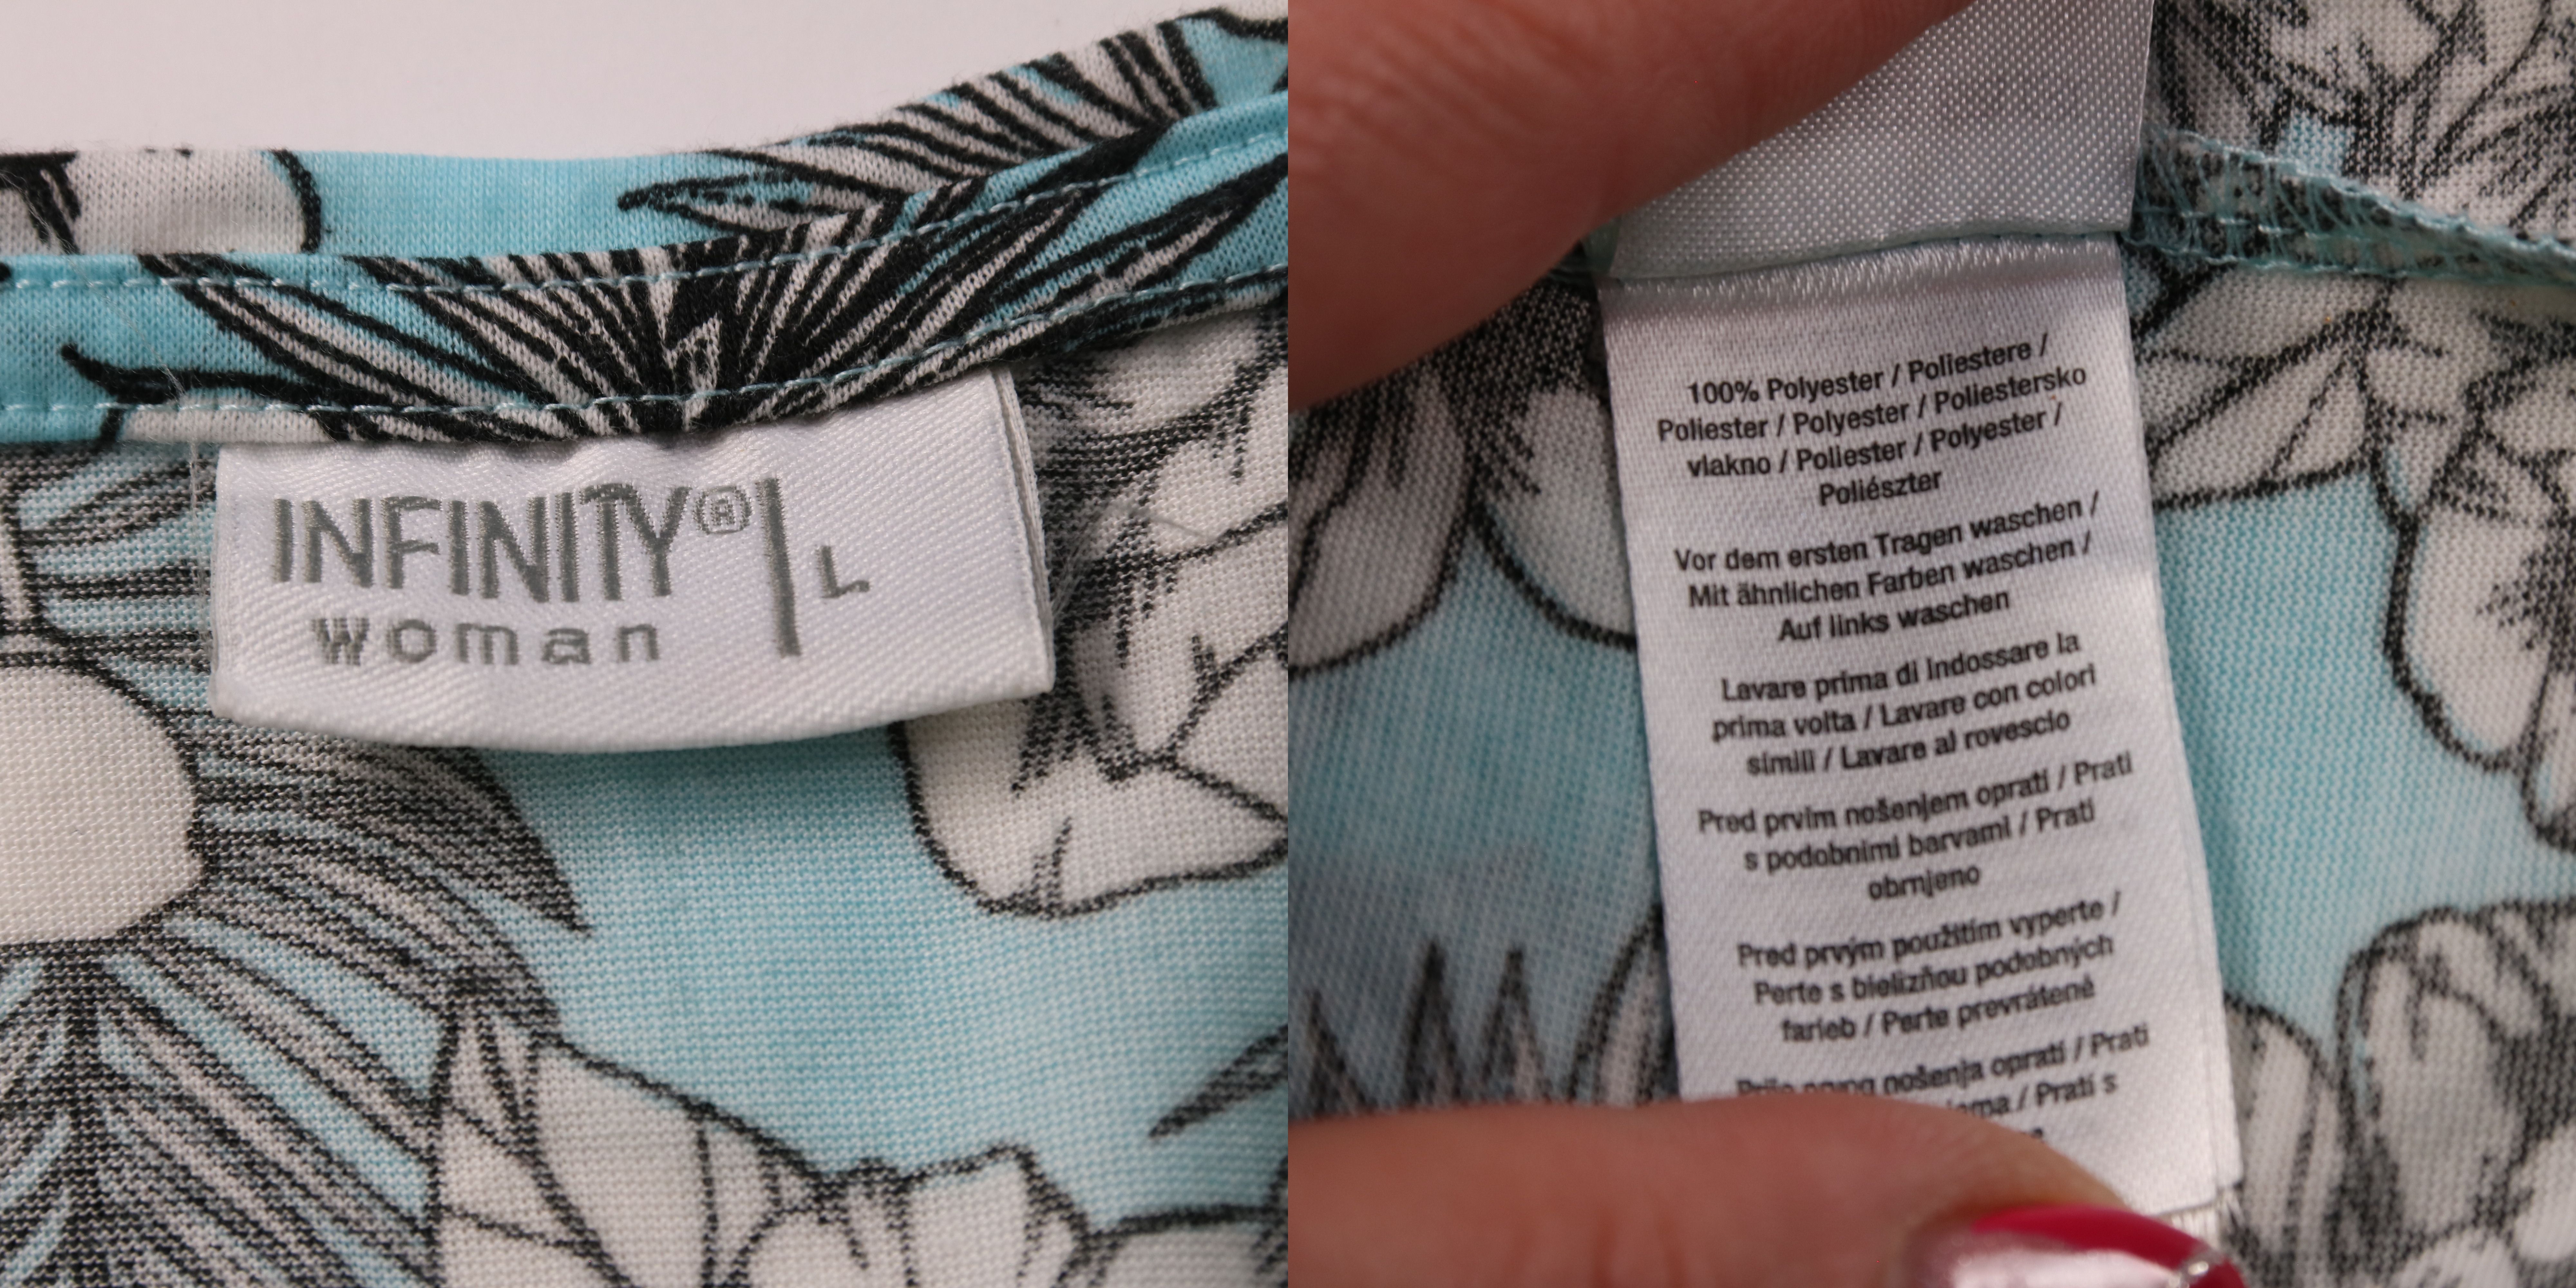 INFINITY® L
woman
100% Polyester / Poliestere /
Poliester / Polyester / Poliestersko
vlakno / Poliester / Polyester /
Poliészter
Vor dem ersten Tragen waschen /
Mit ähnlichen Farben waschen /
Auf links waschen
Lavare prima di indossare la
prima volta / Lavare con colori
simili / Lavare al rovescio
Pred prvim nošenjem oprati / Prati
s podobnimi barvami / Prati
obrnjeno
Pred prvým použitím vyperte /
Perte s bielizňou podobných
farieb / Perte prevrátené
nošenja oprati / Prati
/ Prati s